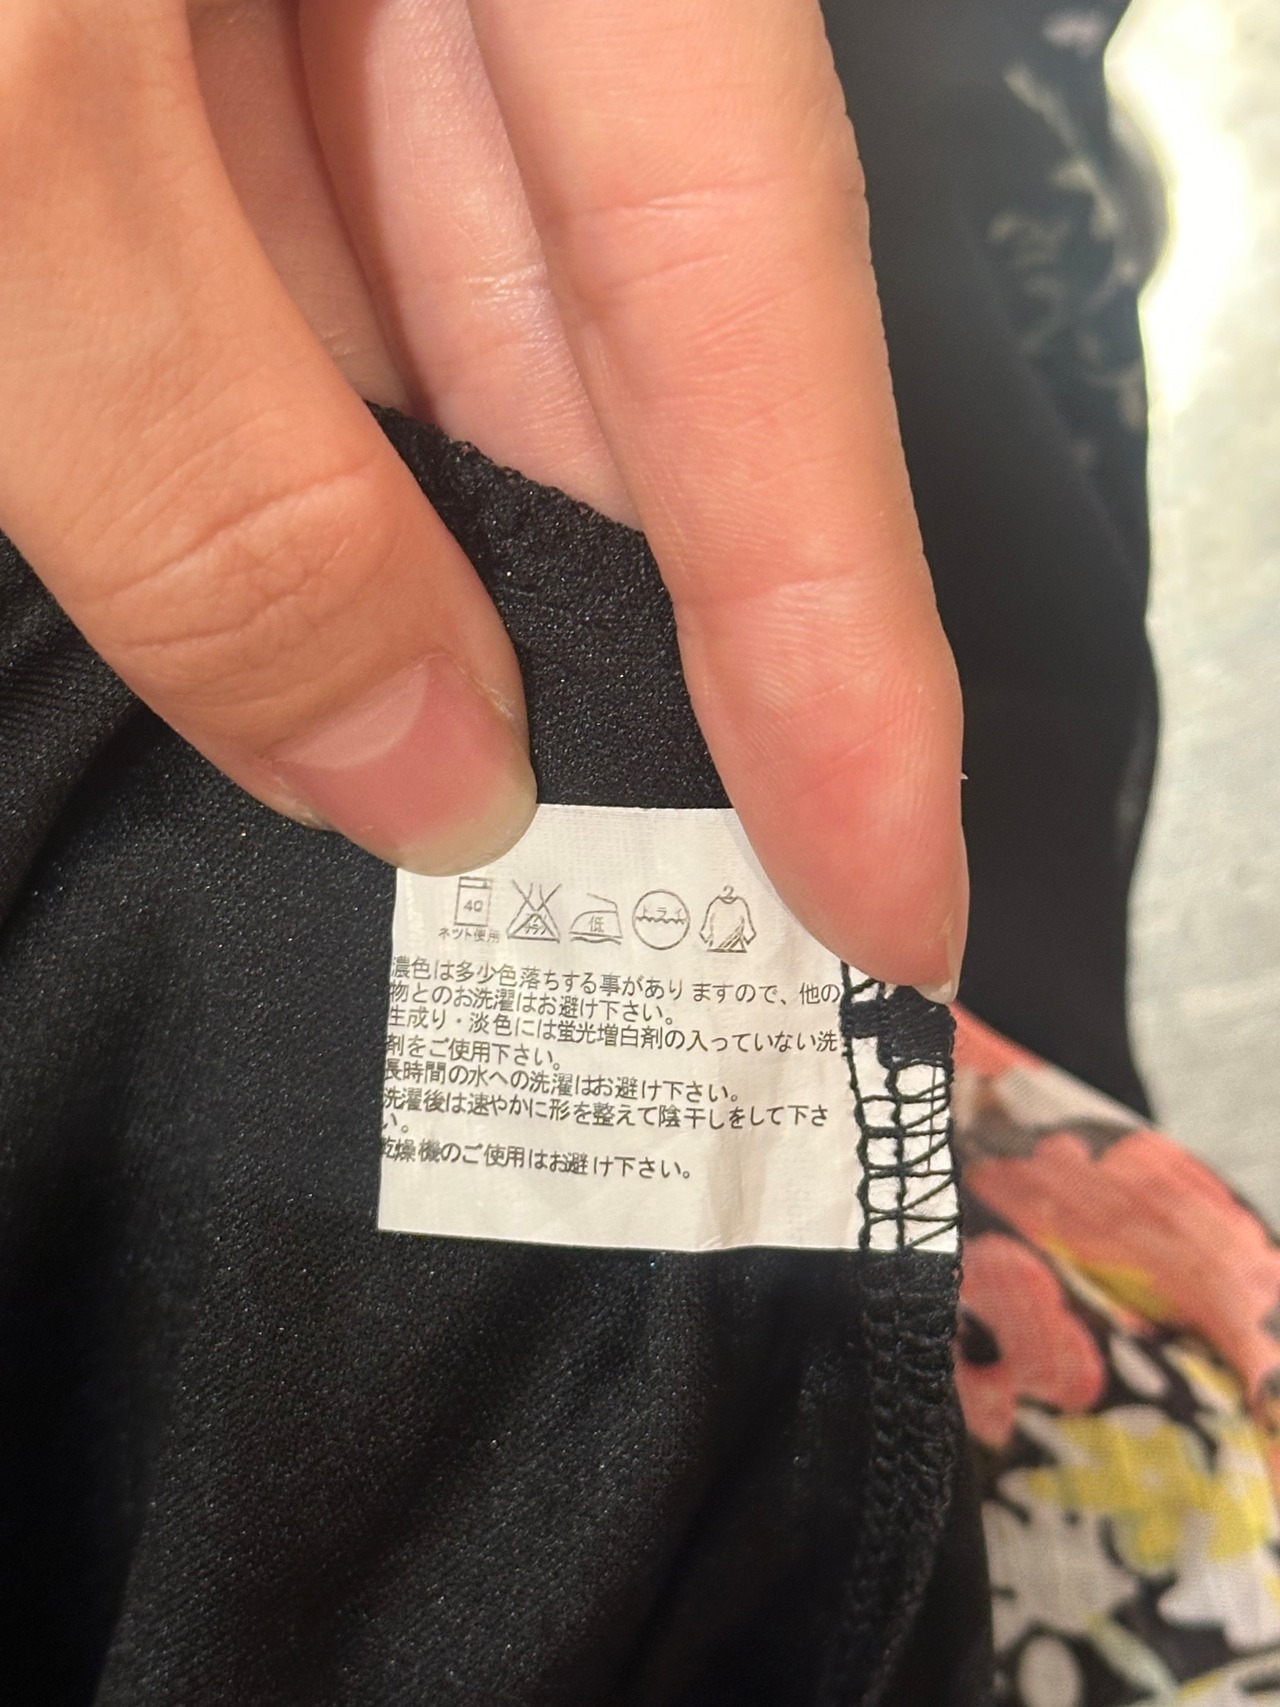 40
ネット使用
低
ドライ
濃色は多少色落ちする事がありますので、他の
物とのお洗濯はお避け下さい。
生成り・淡色には蛍光増白剤の入っていない洗
剤をご使用下さい。
長時間の水への洗濯はお避け下さい。
洗濯後は速やかに形を整えて陰干しをして下さ
い。
乾燥機のご使用はお避け下さい。